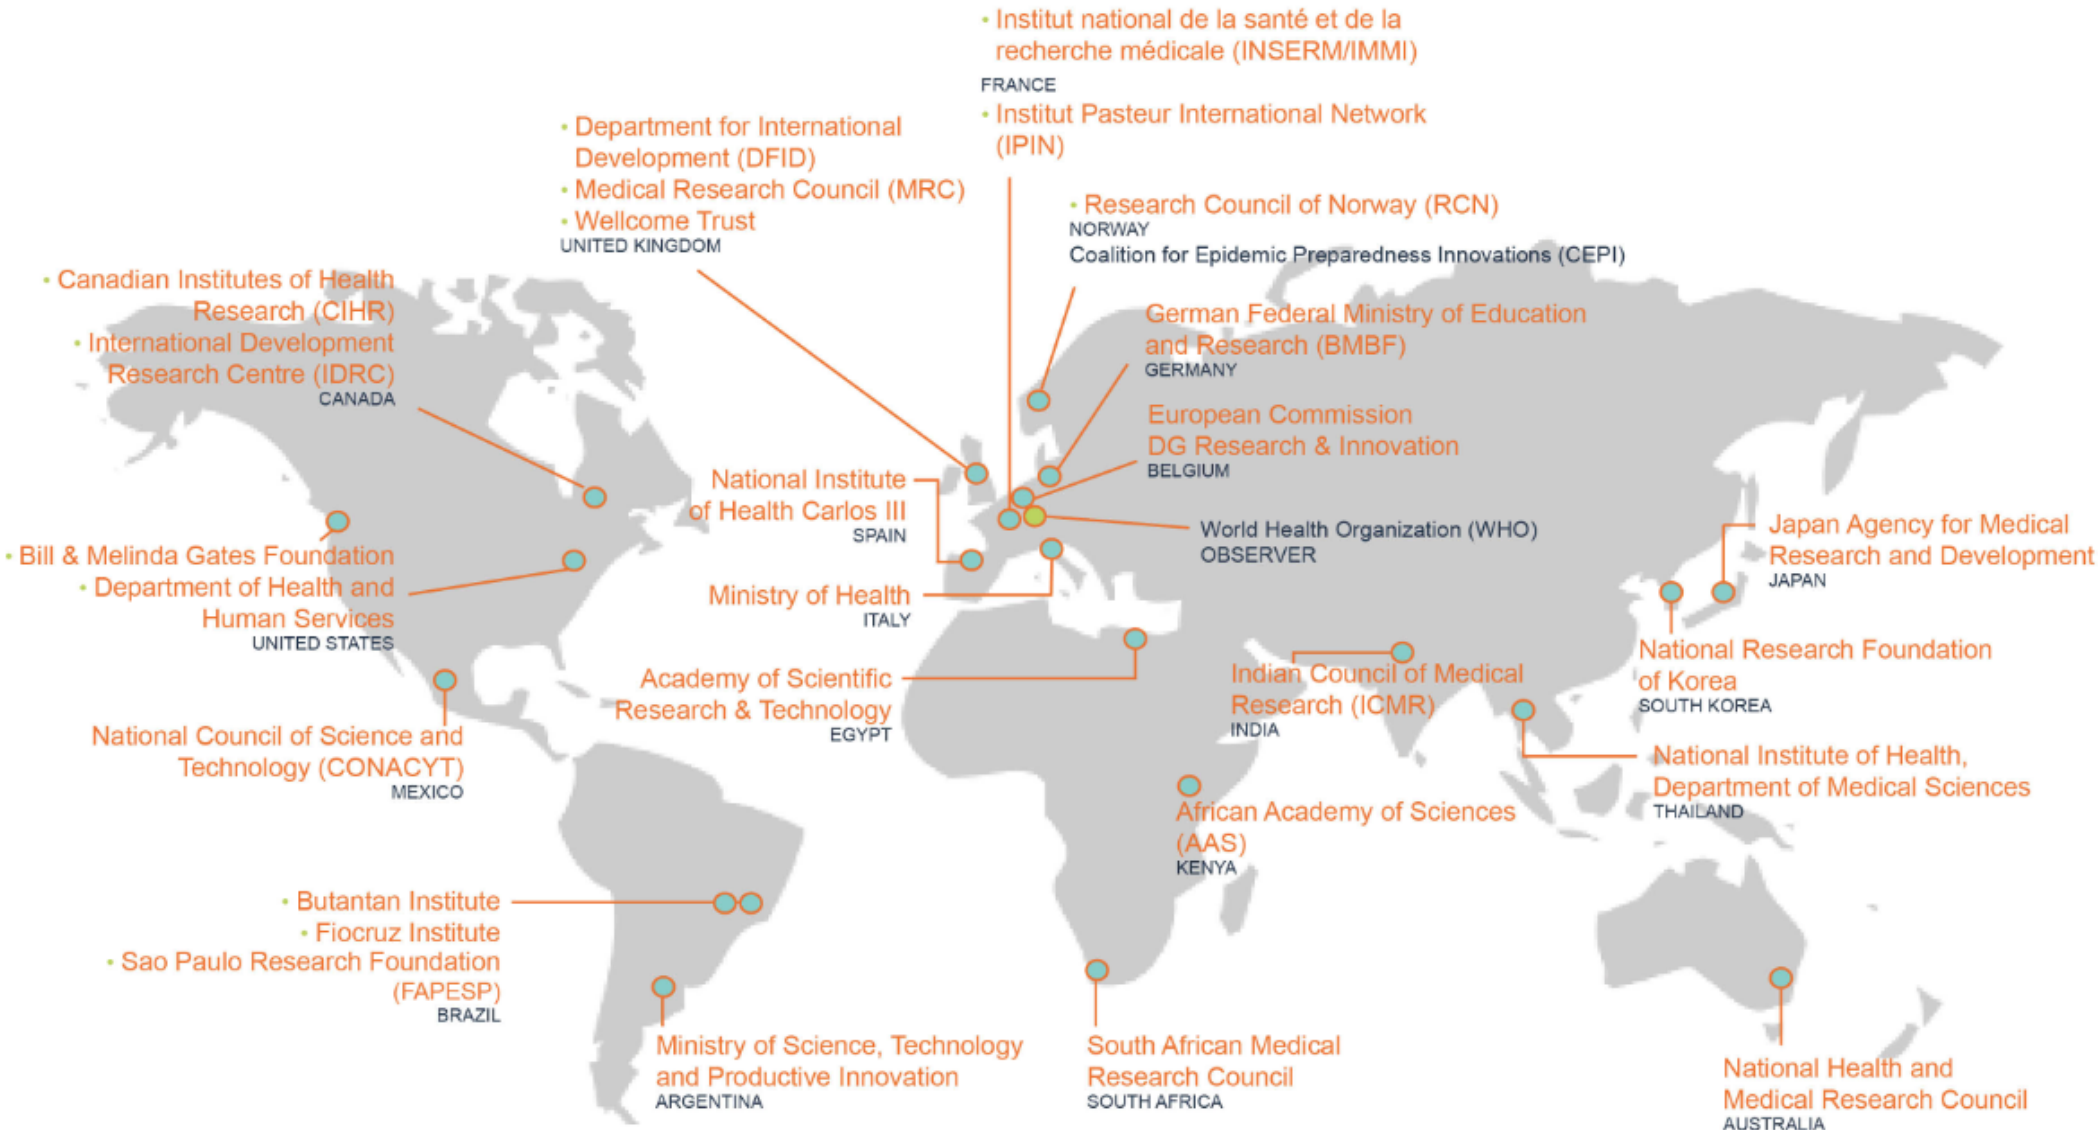 • Institut national de la santé et de la
recherche médicale (INSERM/IMMI)
FRANCE
• Institut Pasteur International Network
(IPIN)
• Department for International
Development (DFID)
• Medical Research Council (MRC)
• Wellcome Trust
UNITED KINGDOM
• Research Council of Norway (RCN)
NORWAY
Coalition for Epidemic Preparedness Innovations (CEPI)
• Canadian Institutes of Health
Research (CIHR)
• International Development
Research Centre (IDRC)
CANADA
German Federal Ministry of Education
and Research (BMBF)
GERMANY
European Commission
DG Research & Innovation
BELGIUM
National Institute
of Health Carlos III
SPAIN
World Health Organization (WHO)
OBSERVER
Japan Agency for Medical
Research and Development
JAPAN
• Bill & Melinda Gates Foundation
• Department of Health and
Human Services
UNITED STATES
Ministry of Health
ITALY
National Research Foundation
of Korea
SOUTH KOREA
Academy of Scientific
Research & Technology
EGYPT
Indian Council of Medical
Research (ICMR)
INDIA
National Council of Science and
Technology (CONACYT)
MEXICO
National Institute of Health,
Department of Medical Sciences
THAILAND
African Academy of Sciences
(AAS)
KENYA
• Butantan Institute
• Fiocruz Institute
• Sao Paulo Research Foundation
(FAPESP)
BRAZIL
Ministry of Science, Technology
and Productive Innovation
ARGENTINA
South African Medical
Research Council
SOUTH AFRICA
National Health and
Medical Research Council
AUSTRALIA